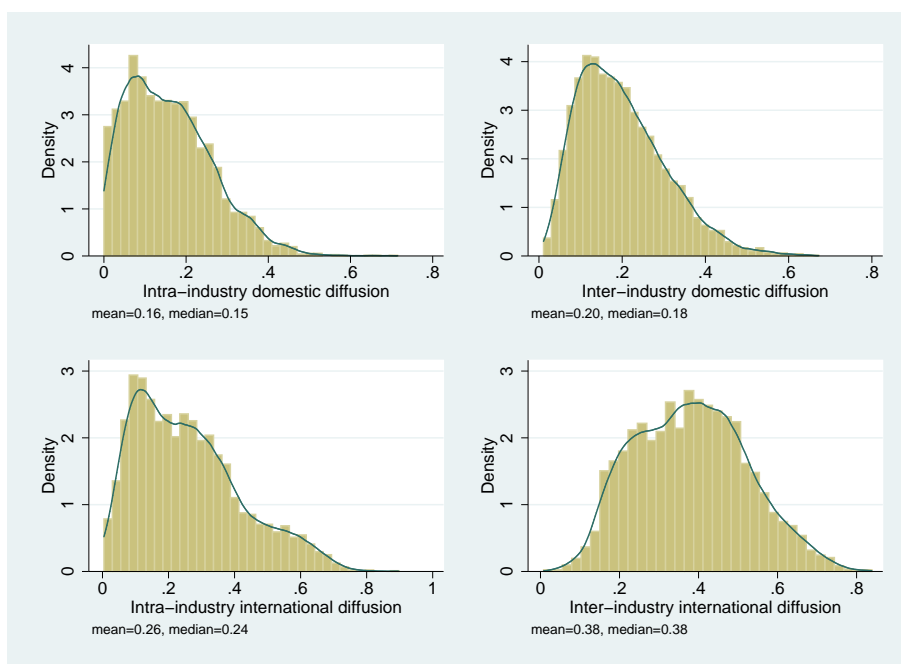 Density
0 1 2 3 4
0 .2 .4 .6 .8
Intra−industry domestic diffusion
mean=0.16, median=0.15
Density
0 1 2 3 4
0 .2 .4 .6 .8
Inter−industry domestic diffusion
mean=0.20, median=0.18
Density
0 1 2 3
0 .2 .4 .6 .8 1
Intra−industry international diffusion
mean=0.26, median=0.24
Density
0 1 2 3
0 .2 .4 .6 .8
Inter−industry international diffusion
mean=0.38, median=0.38